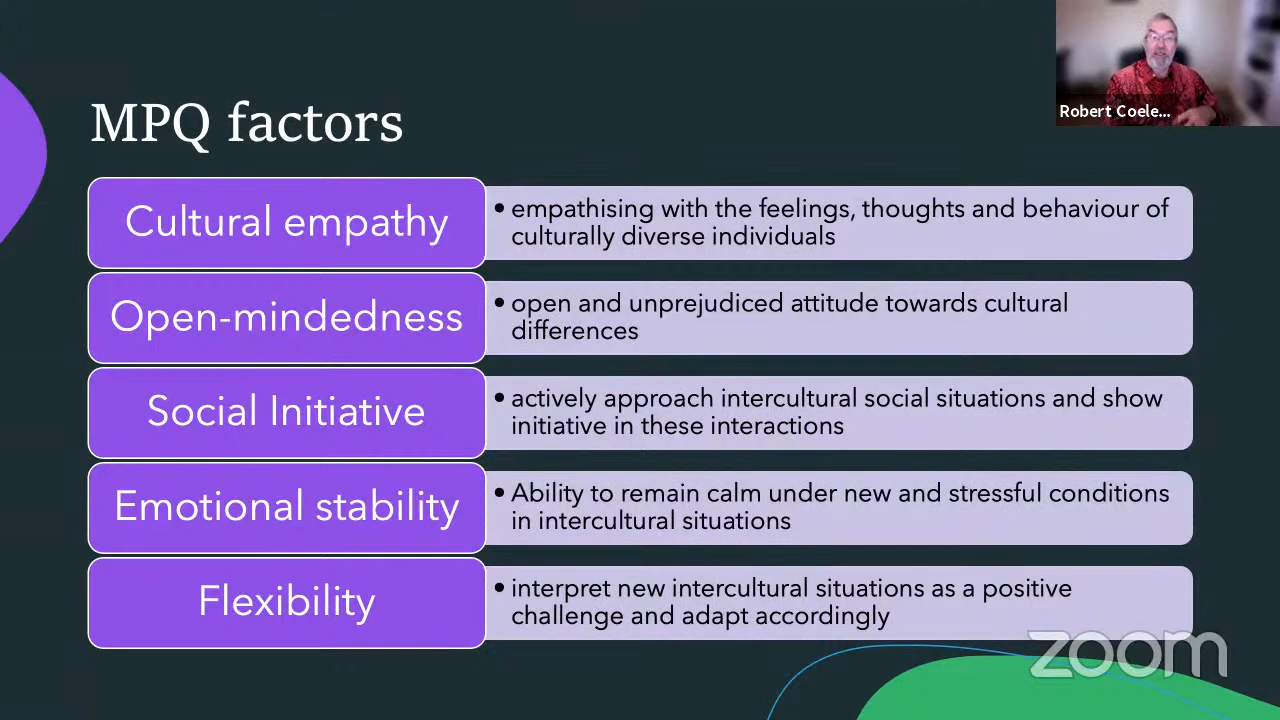 Robert Coele...
MPQ factors
Cultural empathy
• empathising with the feelings, thoughts and behaviour of
culturally diverse individuals
Open-mindedness
• open and unprejudiced attitude towards cultural
differences
Social Initiative
• actively approach intercultural social situations and show
initiative in these interactions
Emotional stability
• Ability to remain calm under new and stressful conditions
in intercultural situations
Flexibility
• interpret new intercultural situations as a positive
challenge and adapt accordingly
zoom